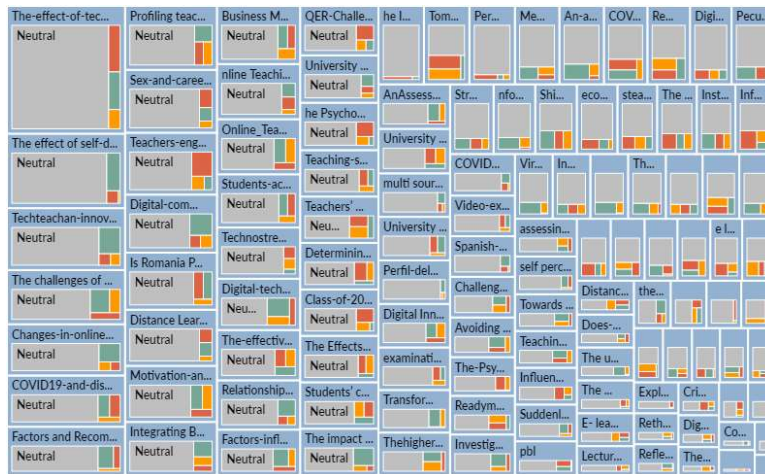 The-effect-of-tec...
Neutral
The effect of self-d...
Neutral
Techteachan-innov...
Neutral
The challenges of ...
Neutral
Changes-in-online...
Neutral
COVID19-and-dis...
Neutral
Factors and Recom...
Neutral
Profiling teac...
Neutral
Sex-and-caree...
Neutral
Teachers-eng...
Neutral
Digital-com...
Neutral
Is Romania P...
Neutral
Distance Lear...
Neutral
Motivation-an...
Neutral
Integrating B...
Neutral
Business M...
Neutral
nline Teachi...
Neutral
Online_Tea...
Neutral
Students-ac...
Neutral
Technostre...
Neutral
Digital-tech...
Neu...
The-effectiv...
Neutral
Relationship...
Neutral
Factors-infl...
Neutral
QER-Challe...
Neutral
University ...
Neutral
he Psycho...
Neutral
Teaching-s...
Neutral
Teachers' ...
Neu...
Determinin...
Neutral
Class-of-20...
Neutral
The Effects...
Neutral
Students' c...
Neutral
The impact ...
Neutral
he I...
Tom...
Per...
Me...
An-a...
COV...
Re...
Digi...
Pecu...
AnAssess...
University ...
multi sour...
University ...
Perfil-del...
Digital Inn...
examinati...
Transfor...
Thehigher...
Str...
nfo...
Shi...
eco...
stea...
The ...
Inst...
Inf...
COVID...
Video-ex...
Spanish-...
Challeng...
Avoiding ...
The-Psy...
Readym...
Investig...
Vir...
In...
Th...
assessin...
self perc...
Towards ...
Teachin...
Influen...
Suddenl...
pbl
e l...
Distanc...
the...
Does-...
The u...
The ...
E- lea...
Lectur...
Expl...
Cri...
Reth...
Dig...
Co...
Refle...
The...